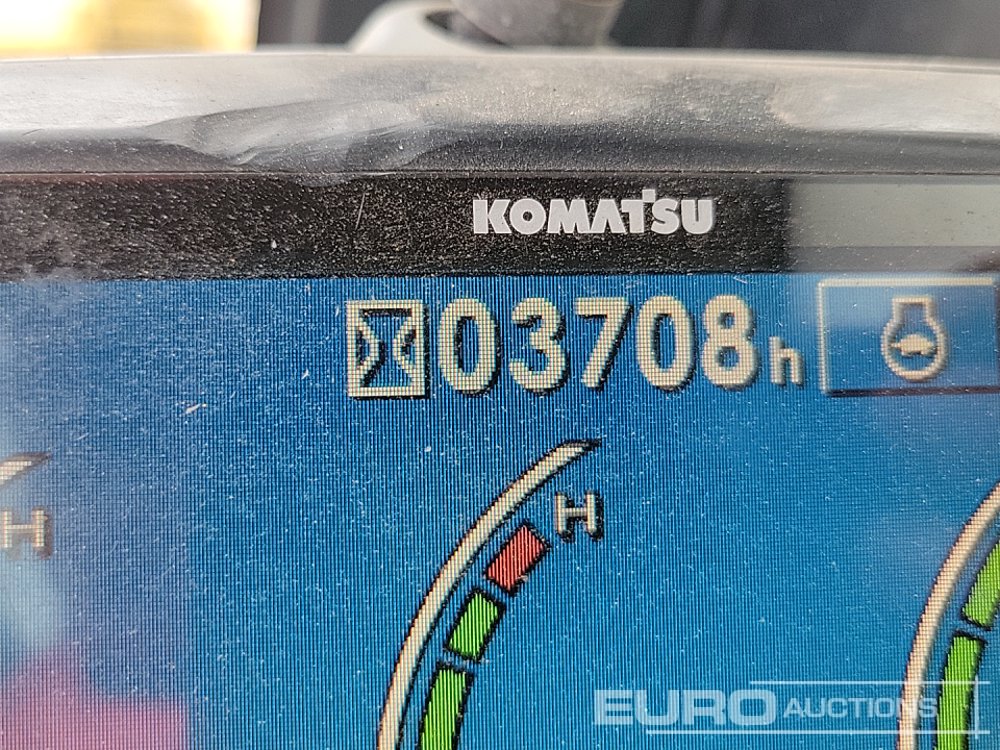 KOMATSU
03708h
H
H
EURO AUCTIONS